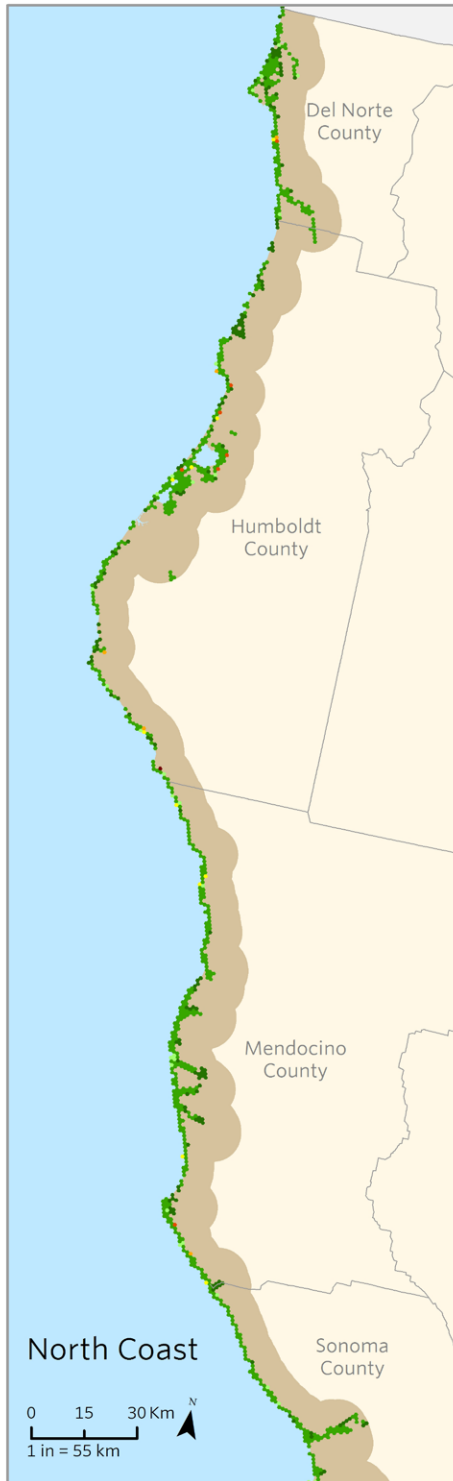 Del Norte
County
Humboldt
County
Mendocino
County
North Coast
Sonoma
County
0 15 30 Km
N
1 in = 55 km